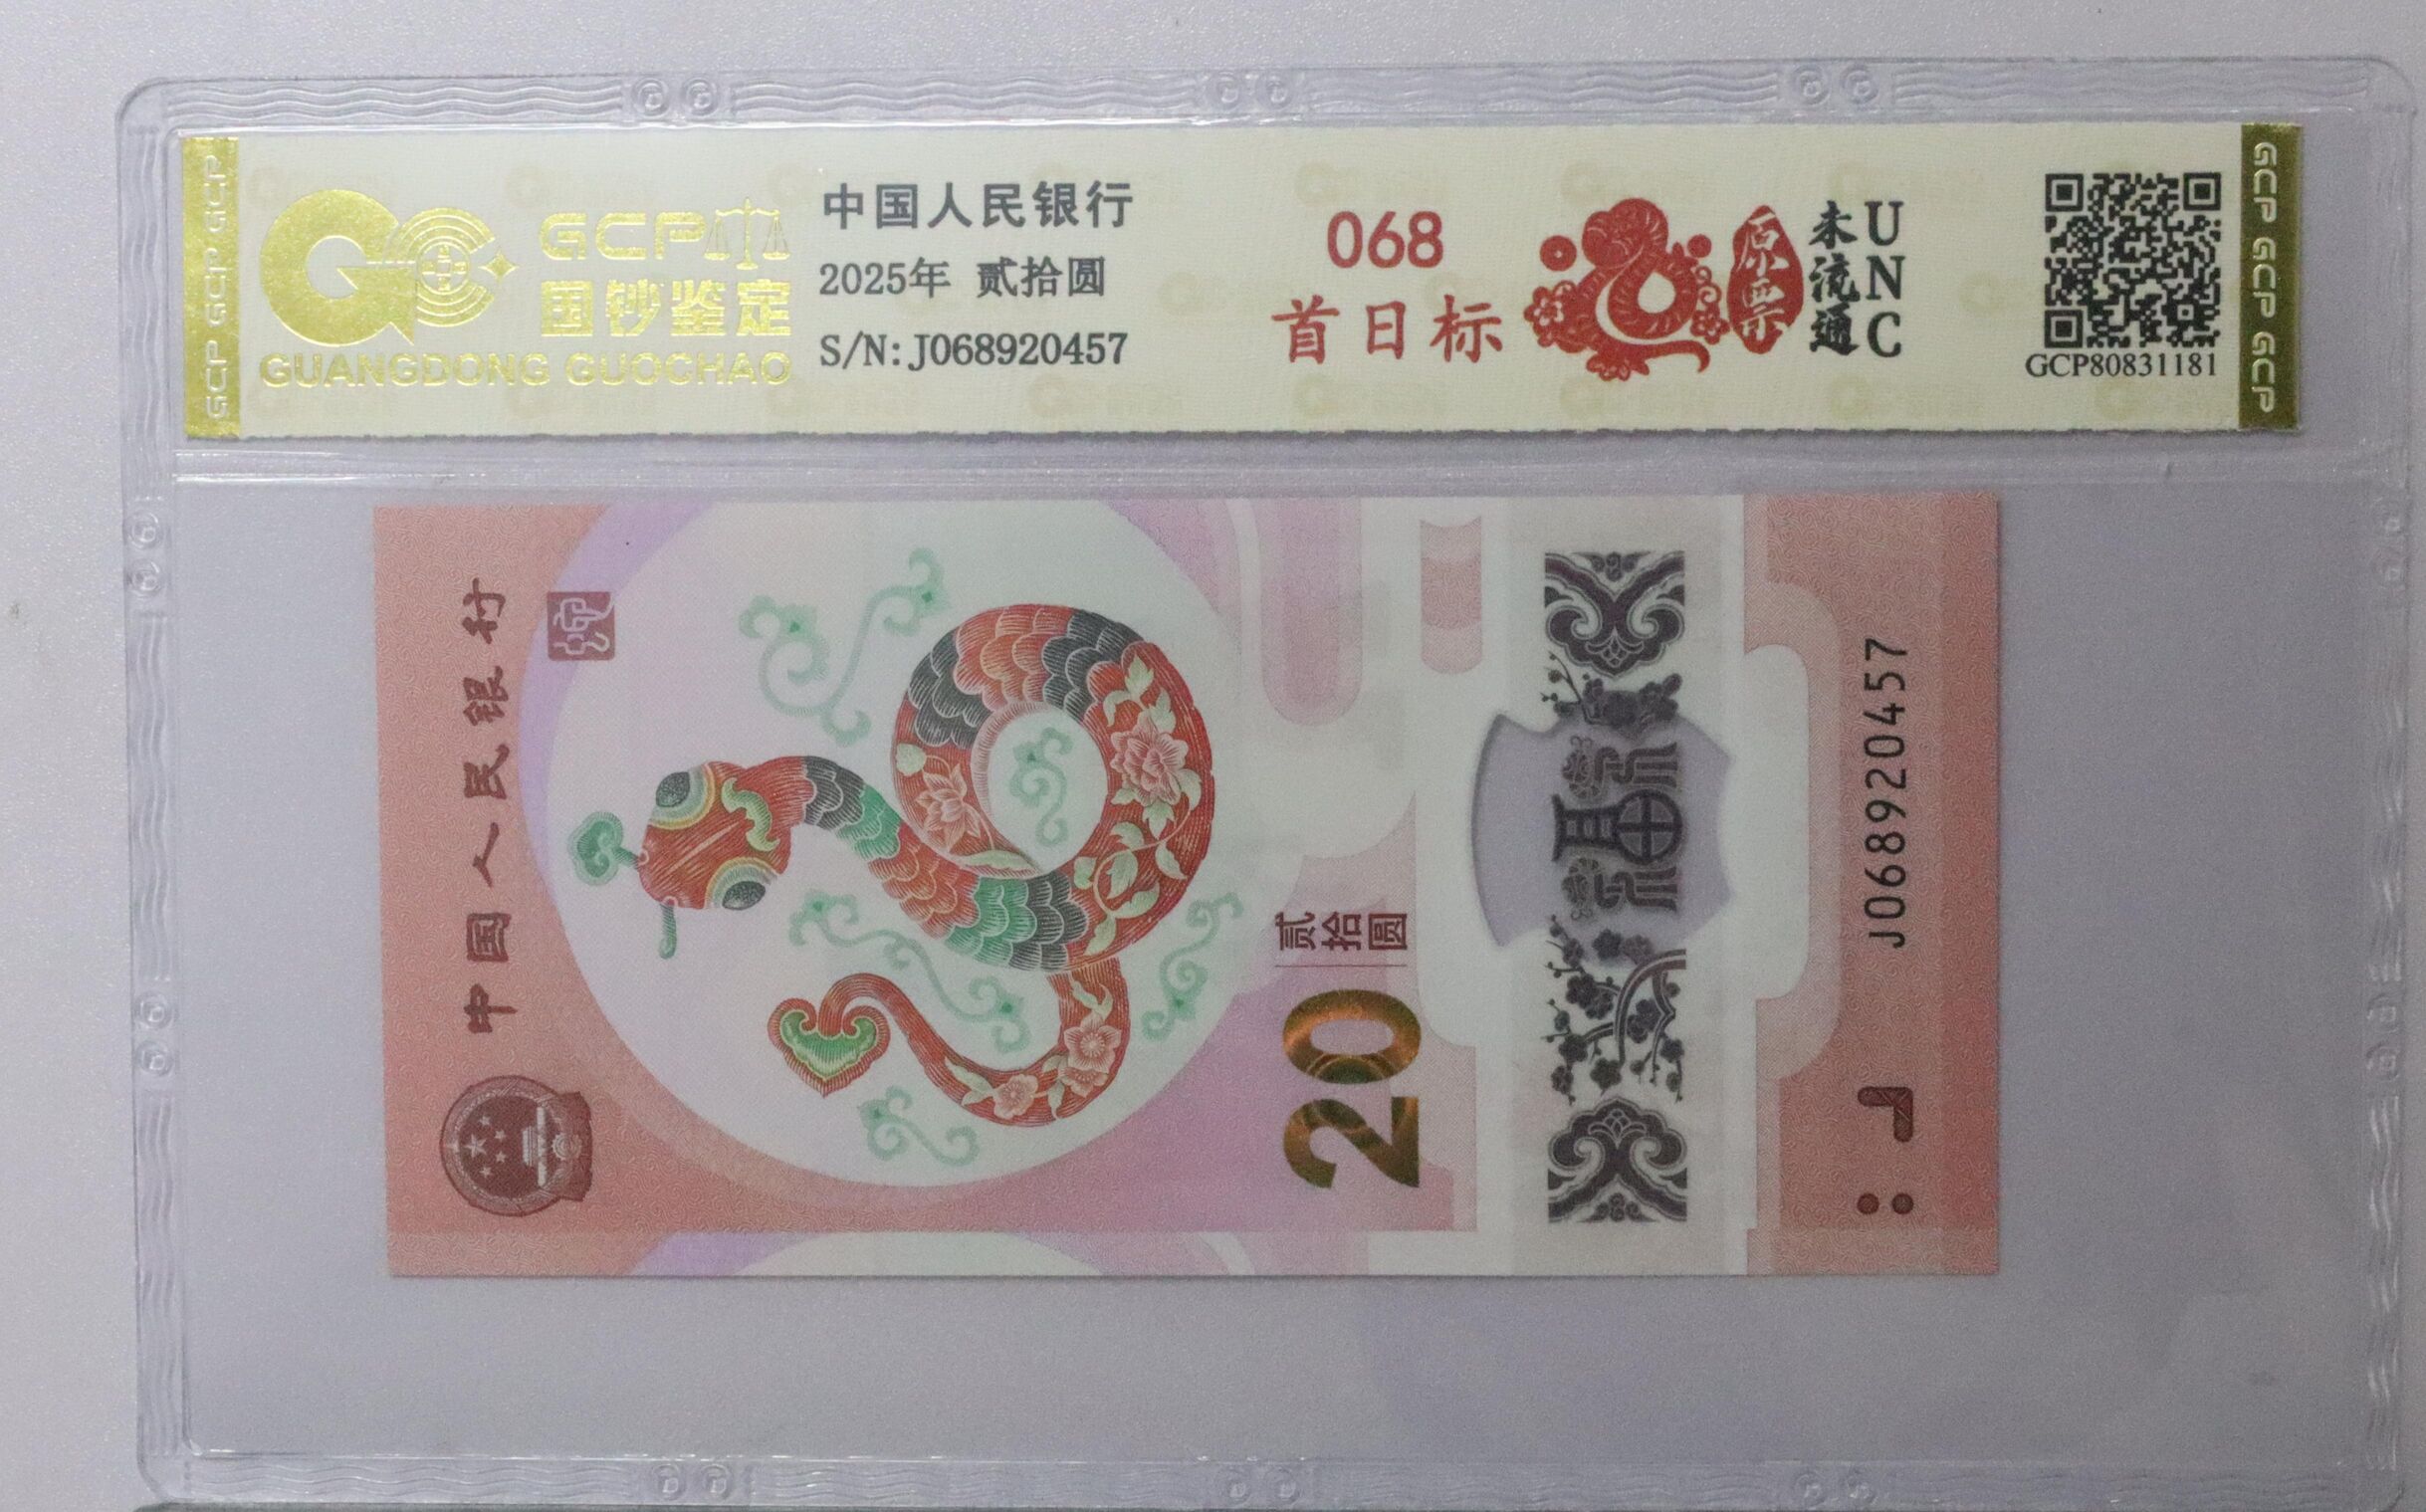 GCP GCP GCP
GCP
国钞鉴定
GUANGDONG GUOCHAO
中国人民银行
2025年 贰拾圆
S/N:J068920457
068
首日标
原票
未流通
UNC
GCP80831181
GCP GCP GCP
中国人民银行
20
贰拾圆
J068920457